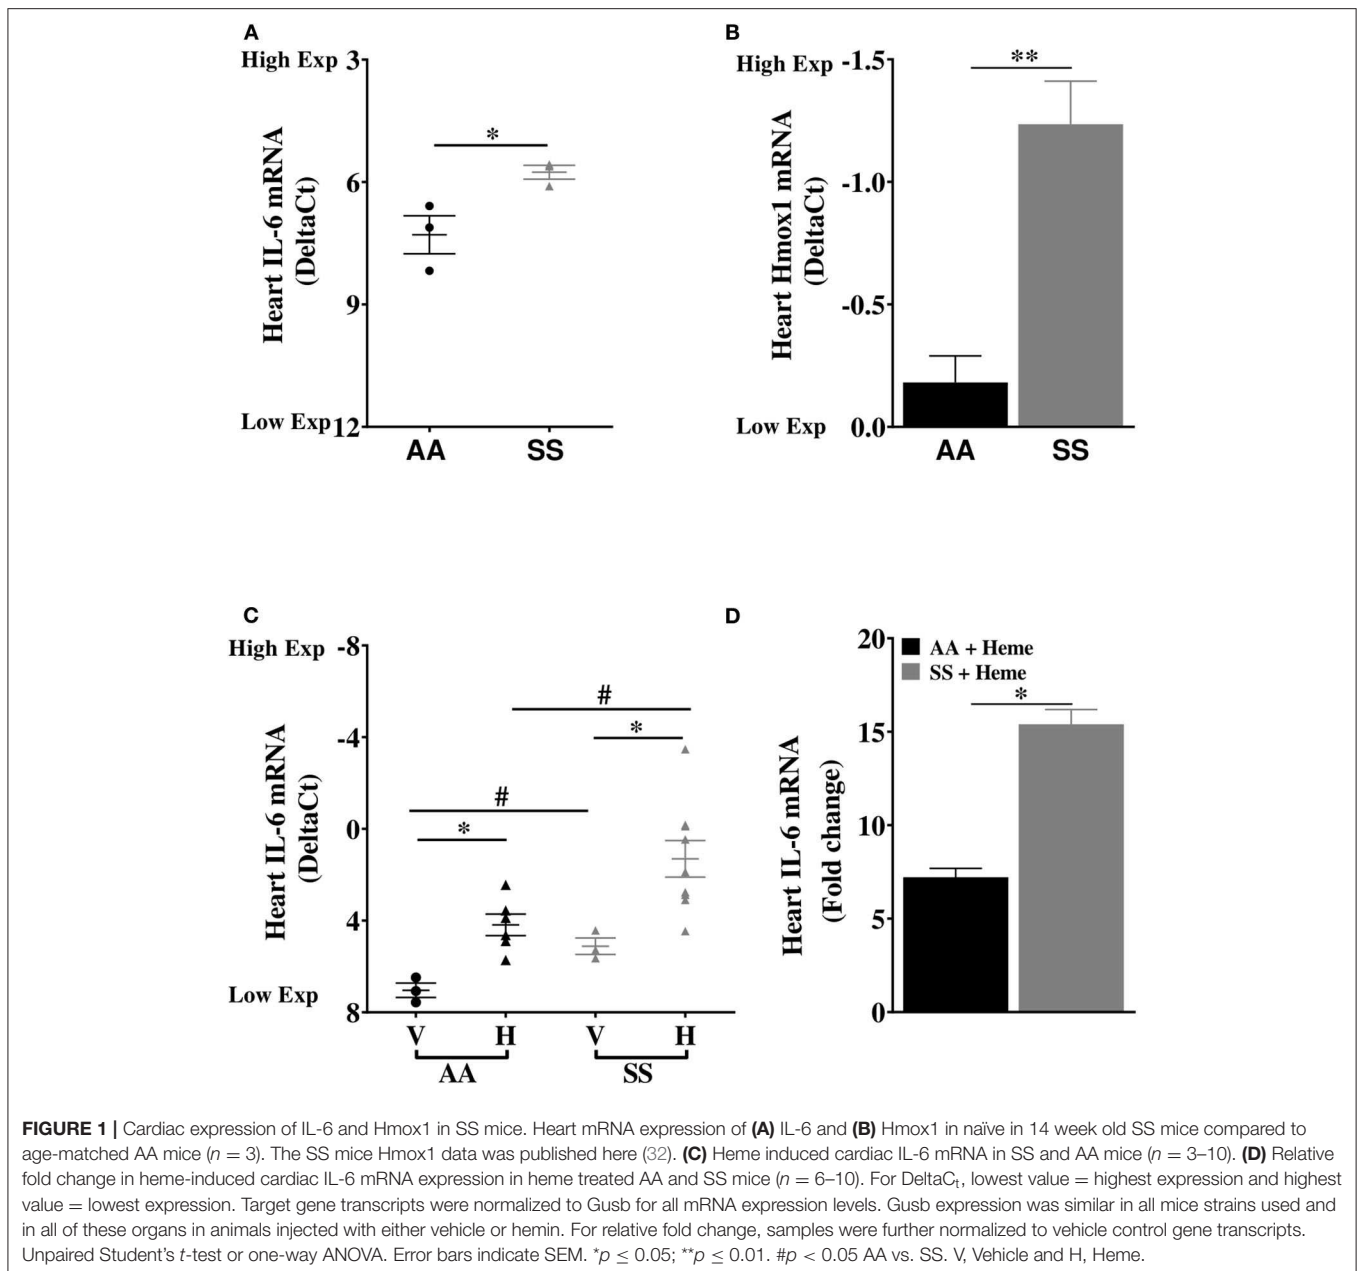 A
High Exp
3
6
9
12
Low Exp
Heart IL-6 mRNA
(DeltaCt)
*
AA
SS
B
High Exp
-1.5
-1.0
-0.5
0.0
Low Exp
Heart Hmox1 mRNA
(DeltaCt)
**
AA
SS
C
High Exp
-8
-4
0
4
8
Low Exp
Heart IL-6 mRNA
(DeltaCt)
#
*
#
*
V
H
V
H
AA
SS
D
20
15
10
5
0
Heart IL-6 mRNA
(Fold change)
AA + Heme
SS + Heme
*
FIGURE 1 | Cardiac expression of IL-6 and Hmox1 in SS mice. Heart mRNA expression of (A) IL-6 and (B) Hmox1 in naïve in 14 week old SS mice compared to
age-matched AA mice (n = 3). The SS mice Hmox1 data was published here (32). (C) Heme induced cardiac IL-6 mRNA in SS and AA mice (n = 3–10). (D) Relative
fold change in heme-induced cardiac IL-6 mRNA expression in heme treated AA and SS mice (n = 6–10). For DeltaCt, lowest value = highest expression and highest
value = lowest expression. Target gene transcripts were normalized to Gusb for all mRNA expression levels. Gusb expression was similar in all mice strains used and
in all of these organs in animals injected with either vehicle or hemin. For relative fold change, samples were further normalized to vehicle control gene transcripts.
Unpaired Student's t-test or one-way ANOVA. Error bars indicate SEM. *p ≤ 0.05; **p ≤ 0.01. #p < 0.05 AA vs. SS. V, Vehicle and H, Heme.